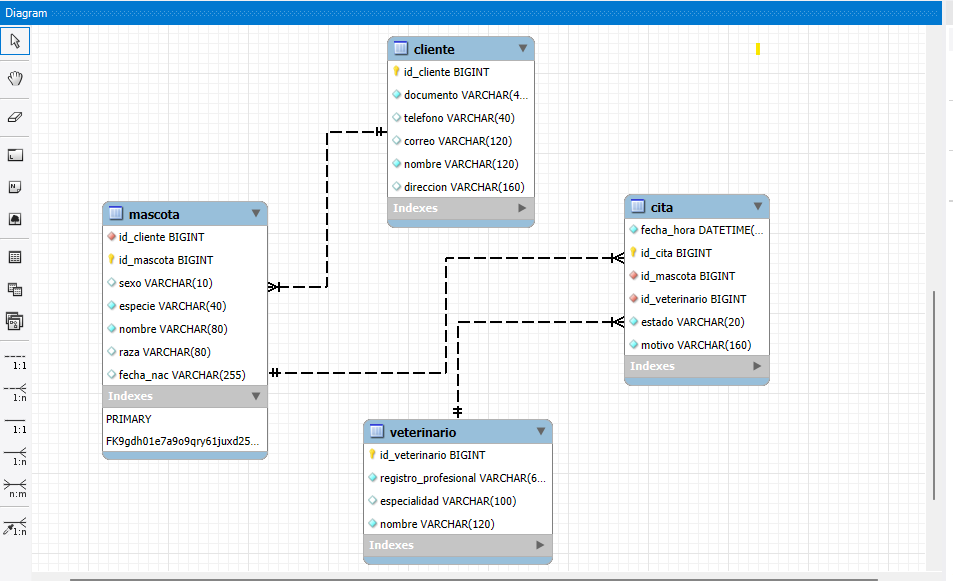 Diagram
cliente
id_cliente BIGINT
documento VARCHAR(4...
telefono VARCHAR(40)
correo VARCHAR(120)
nombre VARCHAR(120)
direccion VARCHAR(160)
Indexes
mascota
id_cliente BIGINT
id_mascota BIGINT
sexo VARCHAR(10)
especie VARCHAR(40)
nombre VARCHAR(80)
raza VARCHAR(80)
fecha_nac VARCHAR(255)
Indexes
PRIMARY
FK9gdh01e7a9o9qry61juxd25...
cita
fecha_hora DATETIME(...
id_cita BIGINT
id_mascota BIGINT
id_veterinario BIGINT
estado VARCHAR(20)
motivo VARCHAR(160)
Indexes
veterinario
id_veterinario BIGINT
registro_profesional VARCHAR(6...
especialidad VARCHAR(100)
nombre VARCHAR(120)
Indexes
1:1
1:n
1:1
1:n
n:m
1:n